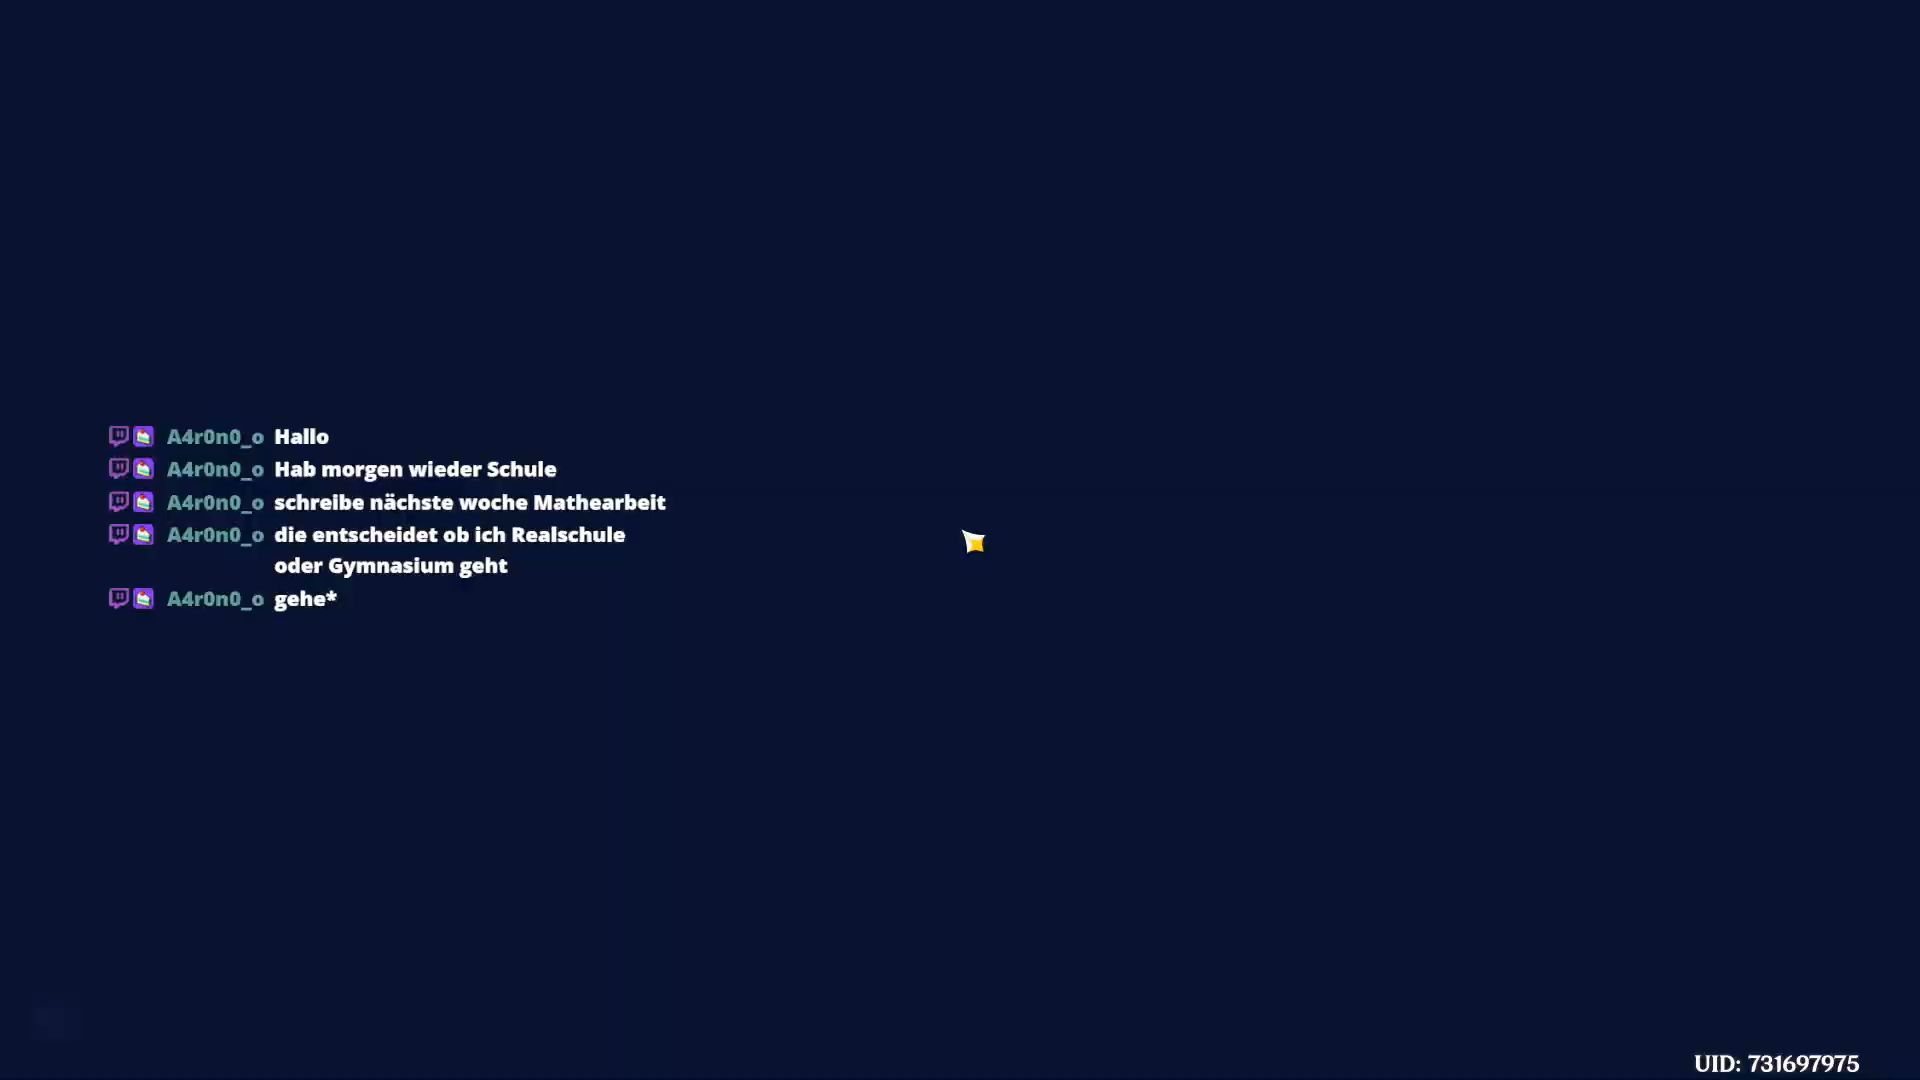 A4r0n0_o Hallo
A4r0n0_o Hab morgen wieder Schule
A4r0n0_o schreibe nächste woche Mathearbeit
A4r0n0_o die entscheidet ob ich Realschule
oder Gymnasium geht
A4r0n0_o gehe*
UID: 731697975